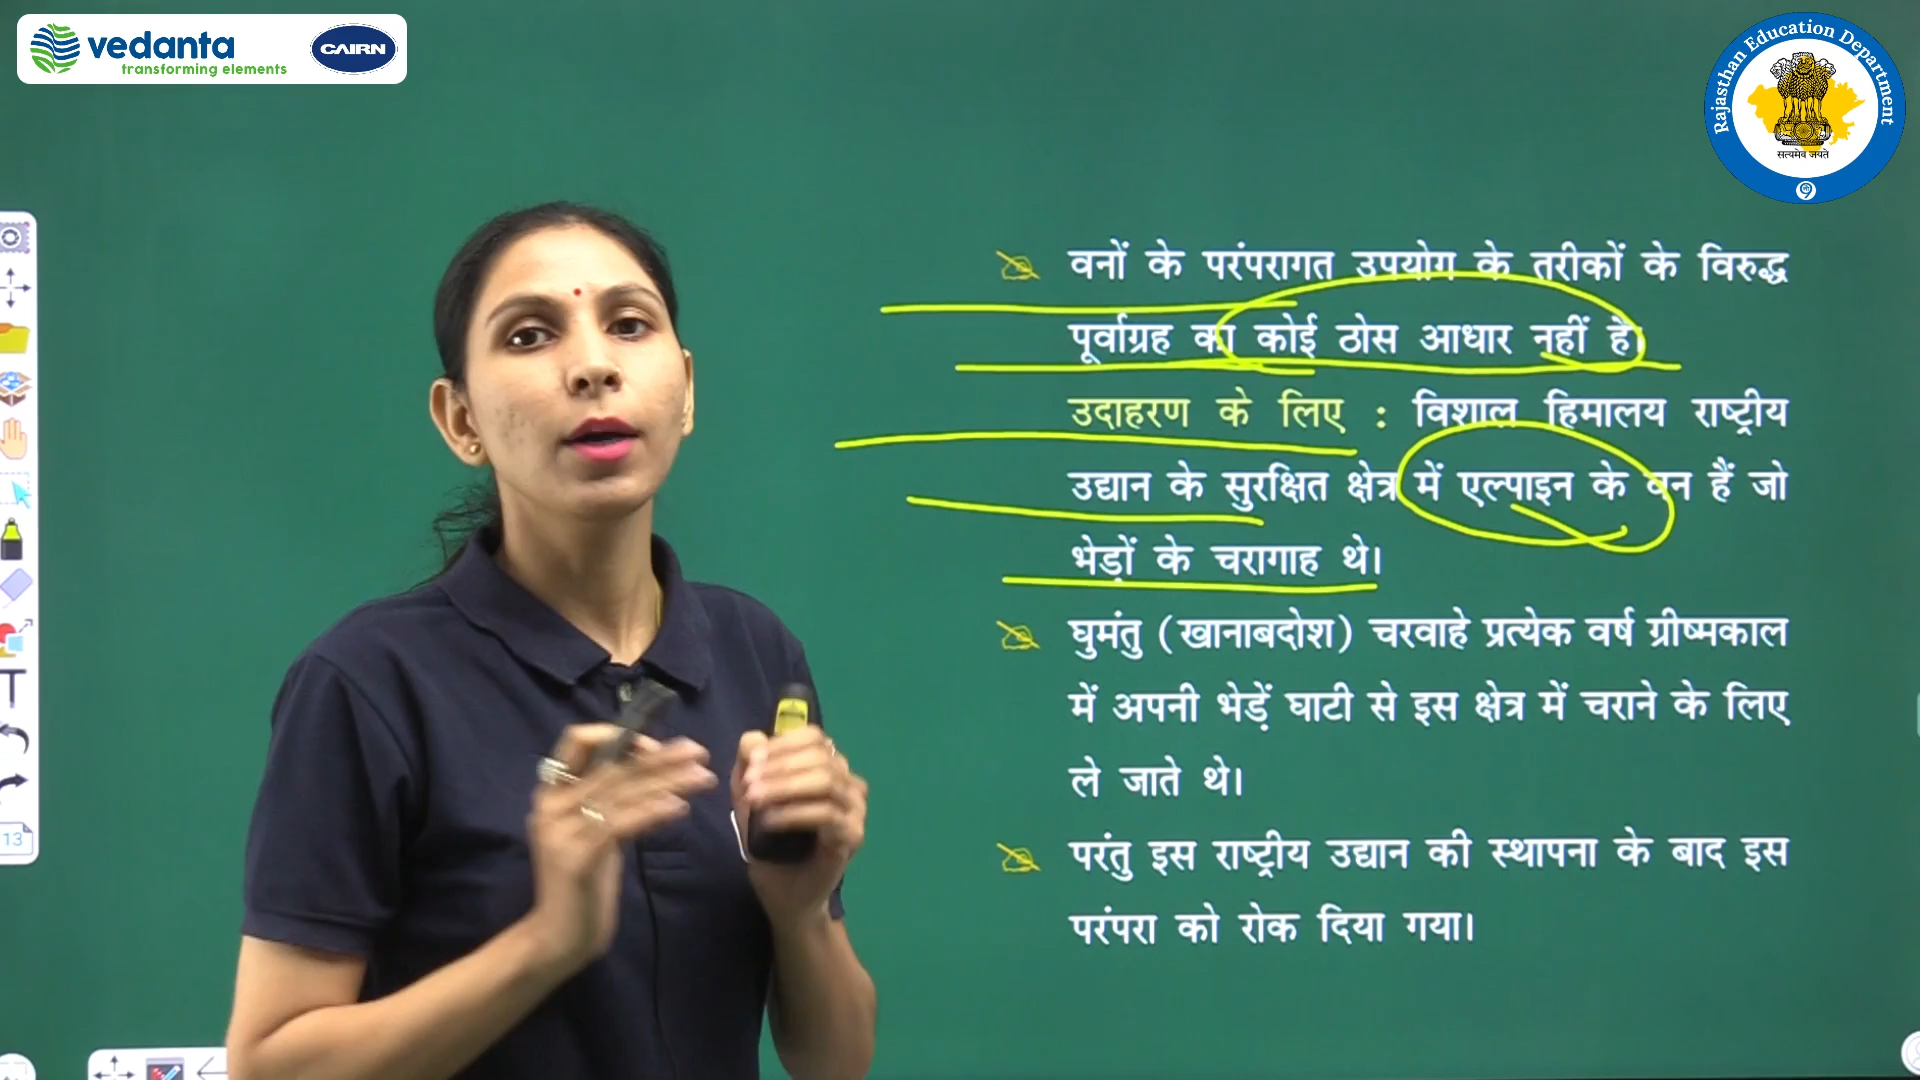 vedanta
transforming elements
CAIRN
Rajasthan Education Department
सत्यमेव जयते
वनों के परंपरागत उपयोग के तरीकों के विरुद्ध
पूर्वाग्रह का कोई ठोस आधार नहीं है।
उदाहरण के लिए : विशाल हिमालय राष्ट्रीय
उद्यान के सुरक्षित क्षेत्र में एल्पाइन के वन हैं जो
भेड़ों के चरागाह थे।
घुमंतु (खानाबदोश) चरवाहे प्रत्येक वर्ष ग्रीष्मकाल
में अपनी भेड़ें घाटी से इस क्षेत्र में चराने के लिए
ले जाते थे।
परंतु इस राष्ट्रीय उद्यान की स्थापना के बाद इस
परंपरा को रोक दिया गया।
13